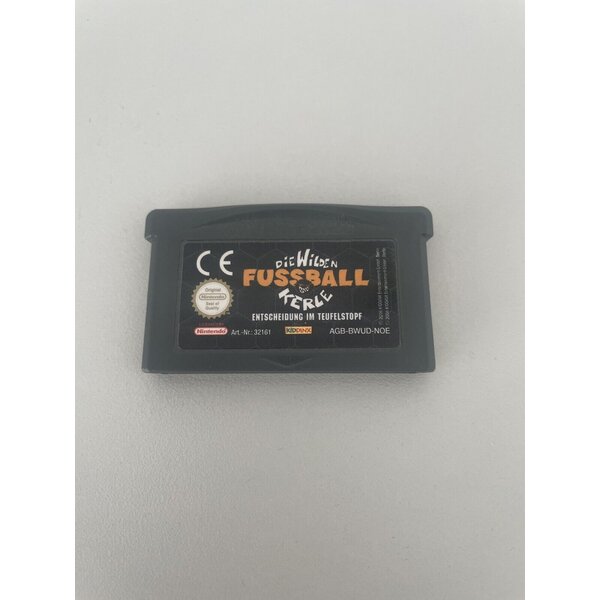 CE
DIE WILDEN
FUSSBALL
KERLE
ENTSCHEIDUNG IM TEUFELSTOPF
Original
Nintendo
Seal of
Quality
Nintendo
Art.-Nr.: 32161
KIDDINX
AGB-BWUD-NOE